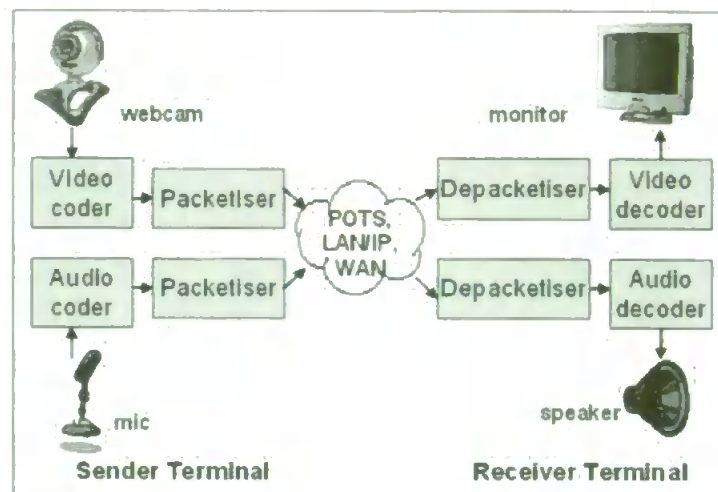 webcam
monitor
Video
coder
Packetiser
POTS,
LAN/IP,
WAN
Depacketiser
Video
decoder
Audio
coder
Packetiser
Depacketiser
Audio
decoder
mic
speaker
Sender Terminal
Receiver Terminal